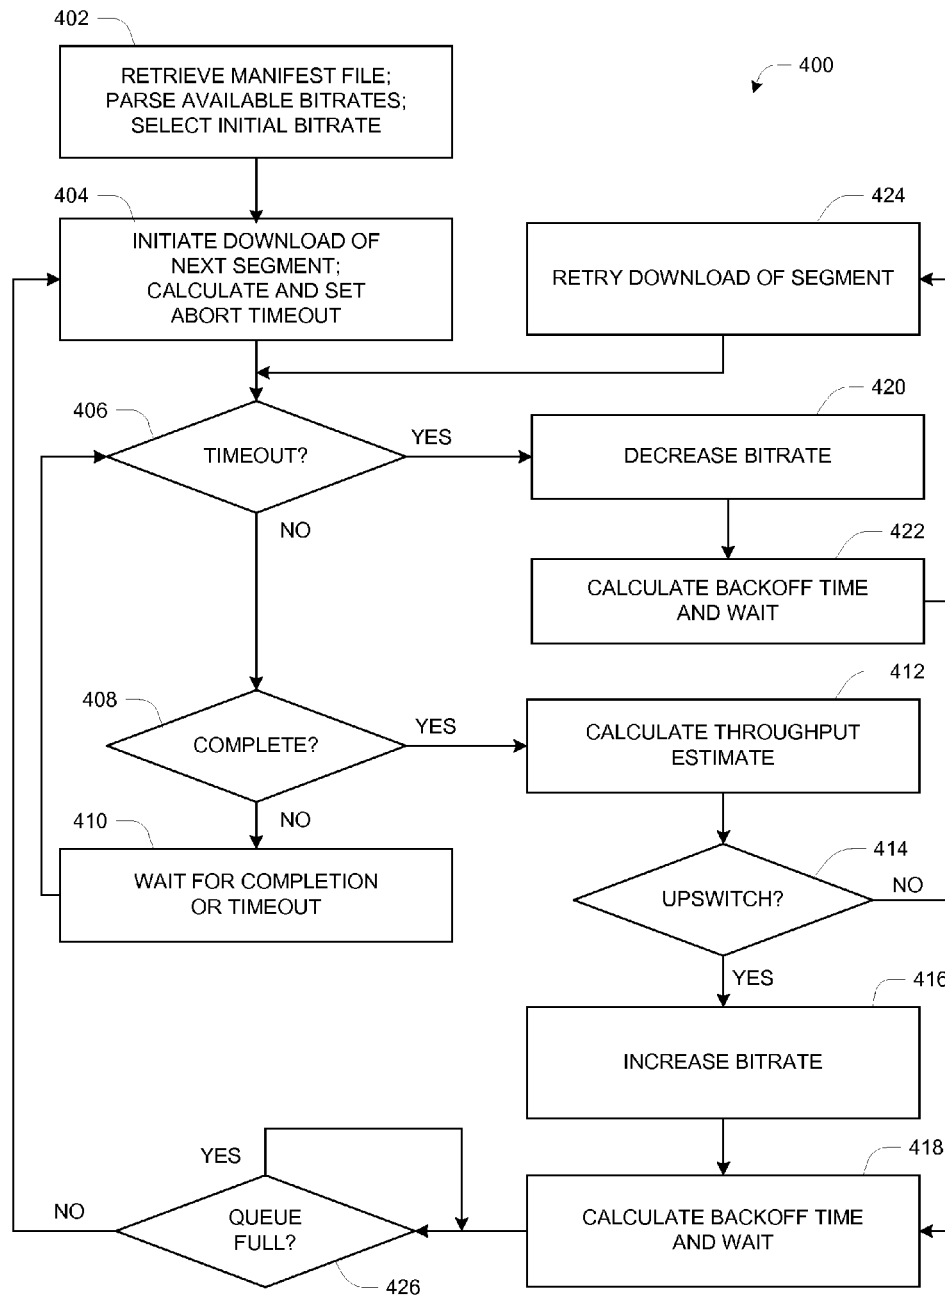 402
RETRIEVE MANIFEST FILE;
PARSE AVAILABLE BITRATES;
SELECT INITIAL BITRATE
400
404
INITIATE DOWNLOAD OF
NEXT SEGMENT;
CALCULATE AND SET
ABORT TIMEOUT
424
RETRY DOWNLOAD OF SEGMENT
406
TIMEOUT?
YES
NO
420
DECREASE BITRATE
422
CALCULATE BACKOFF TIME
AND WAIT
408
COMPLETE?
YES
NO
412
CALCULATE THROUGHPUT
ESTIMATE
410
WAIT FOR COMPLETION
OR TIMEOUT
414
UPSWITCH?
NO
YES
416
INCREASE BITRATE
418
CALCULATE BACKOFF TIME
AND WAIT
YES
NO
QUEUE
FULL?
426